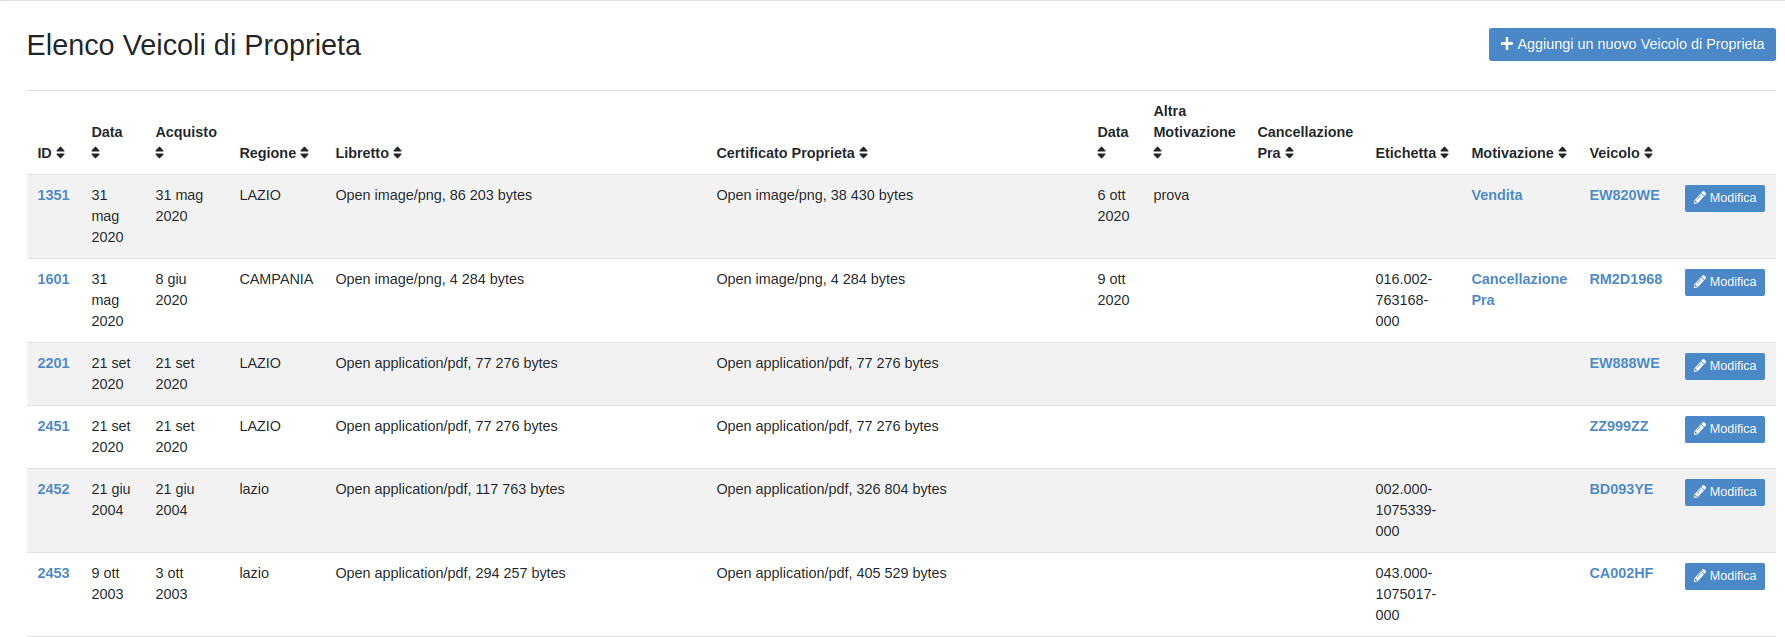 Elenco Veicoli di Proprieta
Aggiungi un nuovo Veicolo di Proprieta
ID Data Acquisto Regione Libretto Certificato Proprieta Data Altra Motivazione Cancellazione Pra Etichetta Motivazione Veicolo
1351 31 mag 2020 31 mag 2020 LAZIO Open image/png, 86 203 bytes Open image/png, 38 430 bytes 6 ott 2020 prova Vendita EW820WE Modifica
1601 31 mag 2020 8 giu 2020 CAMPANIA Open image/png, 4 284 bytes Open image/png, 4 284 bytes 9 ott 2020 016.002-763168-000 Cancellazione Pra RM2D1968 Modifica
2201 21 set 2020 21 set 2020 LAZIO Open application/pdf, 77 276 bytes Open application/pdf, 77 276 bytes EW888WE Modifica
2451 21 set 2020 21 set 2020 LAZIO Open application/pdf, 77 276 bytes Open application/pdf, 77 276 bytes ZZ999ZZ Modifica
2452 21 giu 2004 21 giu 2004 lazio Open application/pdf, 117 763 bytes Open application/pdf, 326 804 bytes 002.000-1075339-000 BD093YE Modifica
2453 9 ott 2003 3 ott 2003 lazio Open application/pdf, 294 257 bytes Open application/pdf, 405 529 bytes 043.000-1075017-000 CA002HF Modifica